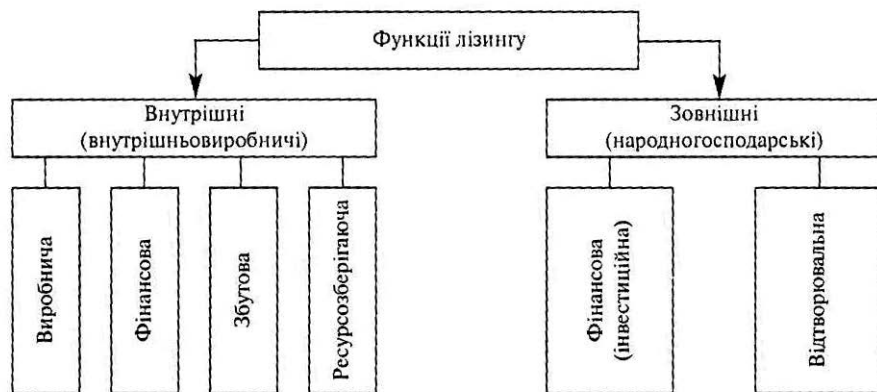 Функції лізингу
Внутрішні
(внутрішньовиробничі)
Зовнішні
(народногосподарські)
Виробнича
Фінансова
Збутова
Ресурсозберігаюча
Фінансова
(інвестиційна)
Відтворювальна